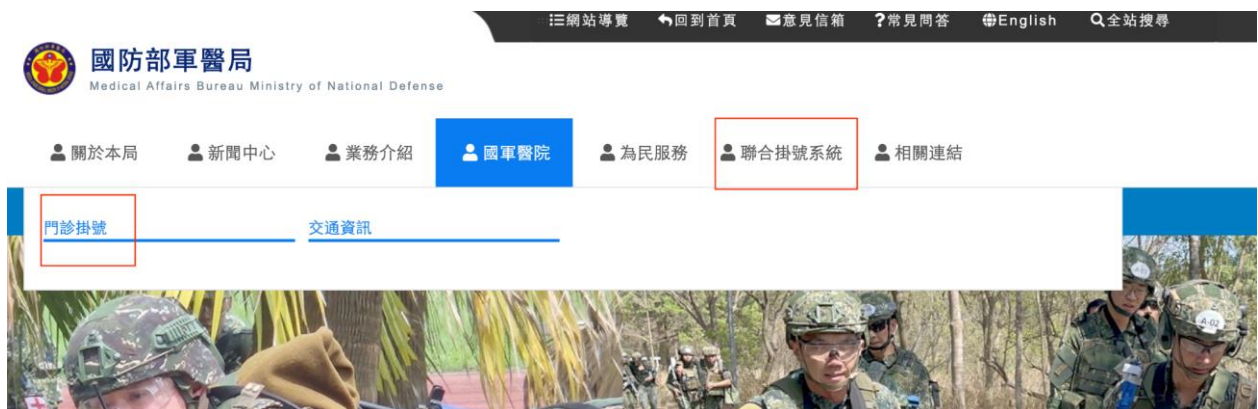 網站導覽 回到首頁 意見信箱 ?常見問答 English 全站搜尋
國防部軍醫局
Medical Affairs Bureau Ministry of National Defense
關於本局 新聞中心 業務介紹 國軍醫院 為民服務 聯合掛號系統 相關連結
門診掛號 交通資訊
A-02